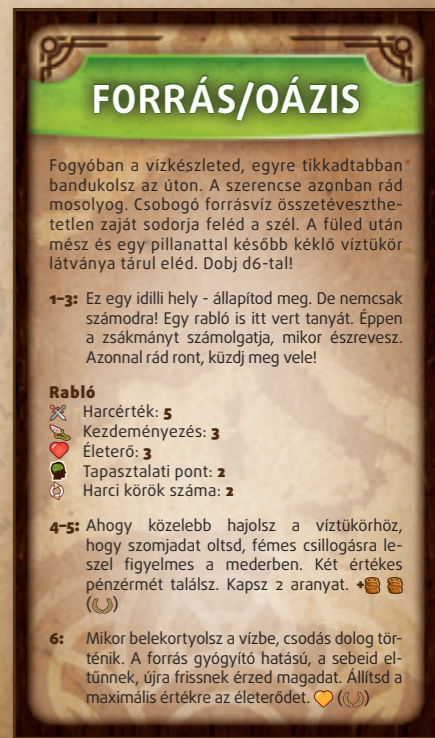 FORRÁS/OÁZIS
Fogyóban a vízkészleted, egyre tikkadtabban
bandukolsz az úton. A szerencse azonban rád
mosolyog. Csobogó forrásvíz összetéveszthe-
tetlen zaját sodorja feléd a szél. A füled után
mész és egy pillanattal később kéklő víztükör
látványa tárul eléd. Dobj d6-tal!
1-3: Ez egy idilli hely - állapítod meg. De nemcsak
számodra! Egy rabló is itt vert tanyát. Éppen
a zsákmányt számolgatja, mikor észrevesz.
Azonnal rád ront, küzdj meg vele!
Rabló
Harcérték: 5
Kezdeményezés: 3
Életerő: 3
Tapasztalati pont: 2
Harci körök száma: 2
4-5: Ahogy közelebb hajolsz a víztükörhöz,
hogy szomjadat oltsd, fémes csillogásra le-
szel figyelmes a mederben. Két értékes
pénzérmét találsz. Kapsz 2 aranyat. +
( )
6: Mikor belekortyolsz a vízbe, csodás dolog tör-
ténik. A forrás gyógyító hatású, a sebeid el-
tűnnek, újra frissnek érzed magadat. Állítsd a
maximális értékre az életerődet. ( )